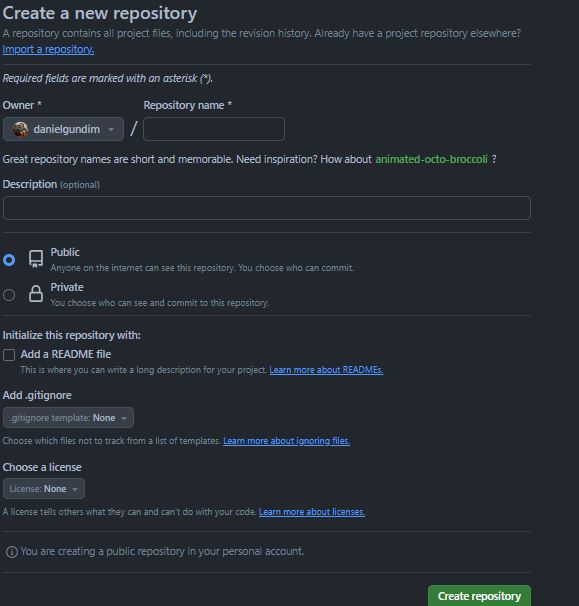 Create a new repository
A repository contains all project files, including the revision history. Already have a project repository elsewhere?
Import a repository.
Required fields are marked with an asterisk (*).
Owner * Repository name *
danielgundim /
Great repository names are short and memorable. Need inspiration? How about animated-octo-broccoli ?
Description (optional)
Public
Anyone on the internet can see this repository. You choose who can commit.
Private
You choose who can see and commit to this repository.
Initialize this repository with:
Add a README file
This is where you can write a long description for your project. Learn more about READMEs.
Add .gitignore
.gitignore template: None
Choose which files not to track from a list of templates. Learn more about ignoring files.
Choose a license
License: None
A license tells others what they can and can't do with your code. Learn more about licenses.
You are creating a public repository in your personal account.
Create repository